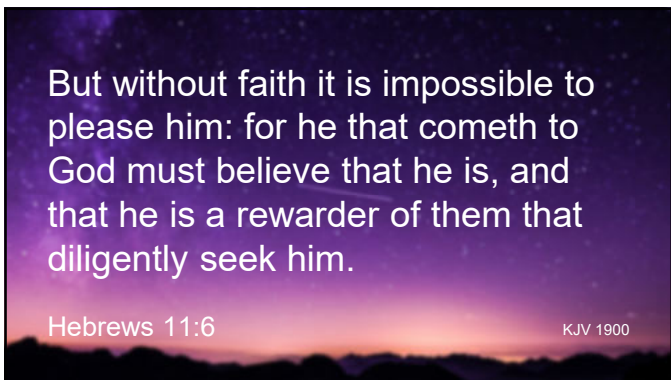 But without faith it is impossible to
please him: for he that cometh to
God must believe that he is, and
that he is a rewarder of them that
diligently seek him.
Hebrews 11:6
KJV 1900